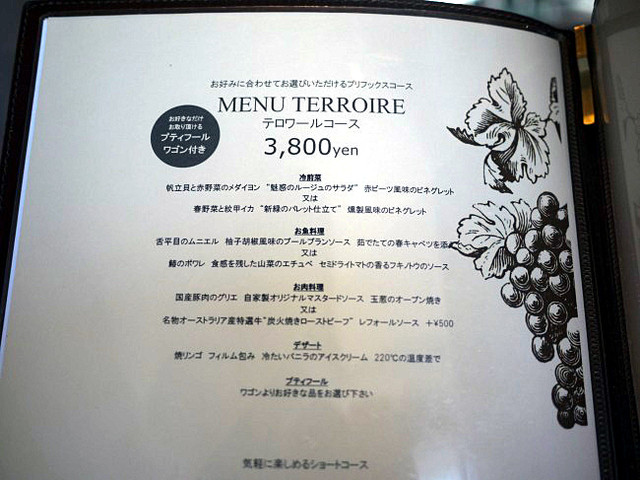 お好みに合わせてお選びいただけるプリフックスコース
MENU TERROIRE
テロワールコース
3,800yen
お好きなだけ
お取り頂ける
プティフール
ワゴン付き
冷前菜
帆立貝と赤野菜のメダイヨン "魅惑のルージュのサラダ" 赤ビーツ風味のビネグレット
又は
春野菜と紋甲イカ "新緑のパレット仕立て" 燻製風味のビネグレット
お魚料理
舌平目のムニエル 柚子胡椒風味のブールブランソース 茹でたての春キャベツを添え
又は
鰆のポワレ 食感を残した山菜のエチュベ セミドライトマトの香るフキノトウのソース
お肉料理
国産豚肉のグリエ 自家製オリジナルマスタードソース 玉葱のオーブン焼き
又は
名物オーストラリア産特選牛"炭火焼きローストビーフ" レフォールソース +¥500
デザート
焼リンゴ フィルム包み 冷たいバニラのアイスクリーム 220℃の温度差で
プティフール
ワゴンよりお好きな品をお選び下さい
気軽に楽しめるショートコース